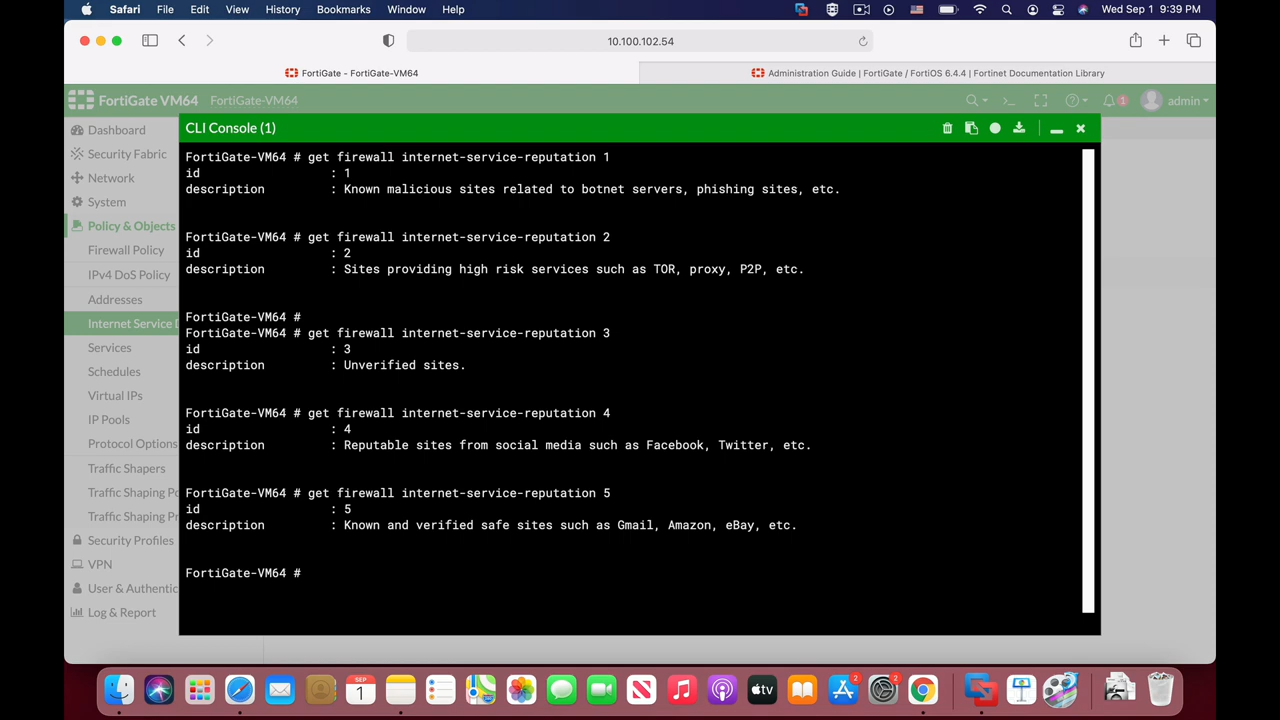 Safari File Edit View History Bookmarks Window Help Wed Sep 1 9:39 PM
10.100.102.54
FortiGate - FortiGate-VM64 Administration Guide | FortiGate / FortiOS 6.4.4 | Fortinet Documentation Library
FortiGate VM64 FortiGate-VM64 >_ 1 admin
Dashboard
Security Fabric
Network
System
Policy & Objects
Firewall Policy
IPv4 DoS Policy
Addresses
Internet Service D
Services
Schedules
Virtual IPs
IP Pools
Protocol Options
Traffic Shapers
Traffic Shaping Po
Traffic Shaping Pr
Security Profiles
VPN
User & Authentic
Log & Report
CLI Console (1)
FortiGate-VM64 # get firewall internet-service-reputation 1
id : 1
description : Known malicious sites related to botnet servers, phishing sites, etc.
FortiGate-VM64 # get firewall internet-service-reputation 2
id : 2
description : Sites providing high risk services such as TOR, proxy, P2P, etc.
FortiGate-VM64 #
FortiGate-VM64 # get firewall internet-service-reputation 3
id : 3
description : Unverified sites.
FortiGate-VM64 # get firewall internet-service-reputation 4
id : 4
description : Reputable sites from social media such as Facebook, Twitter, etc.
FortiGate-VM64 # get firewall internet-service-reputation 5
id : 5
description : Known and verified safe sites such as Gmail, Amazon, eBay, etc.
FortiGate-VM64 #
SEP
1
tv
2
2